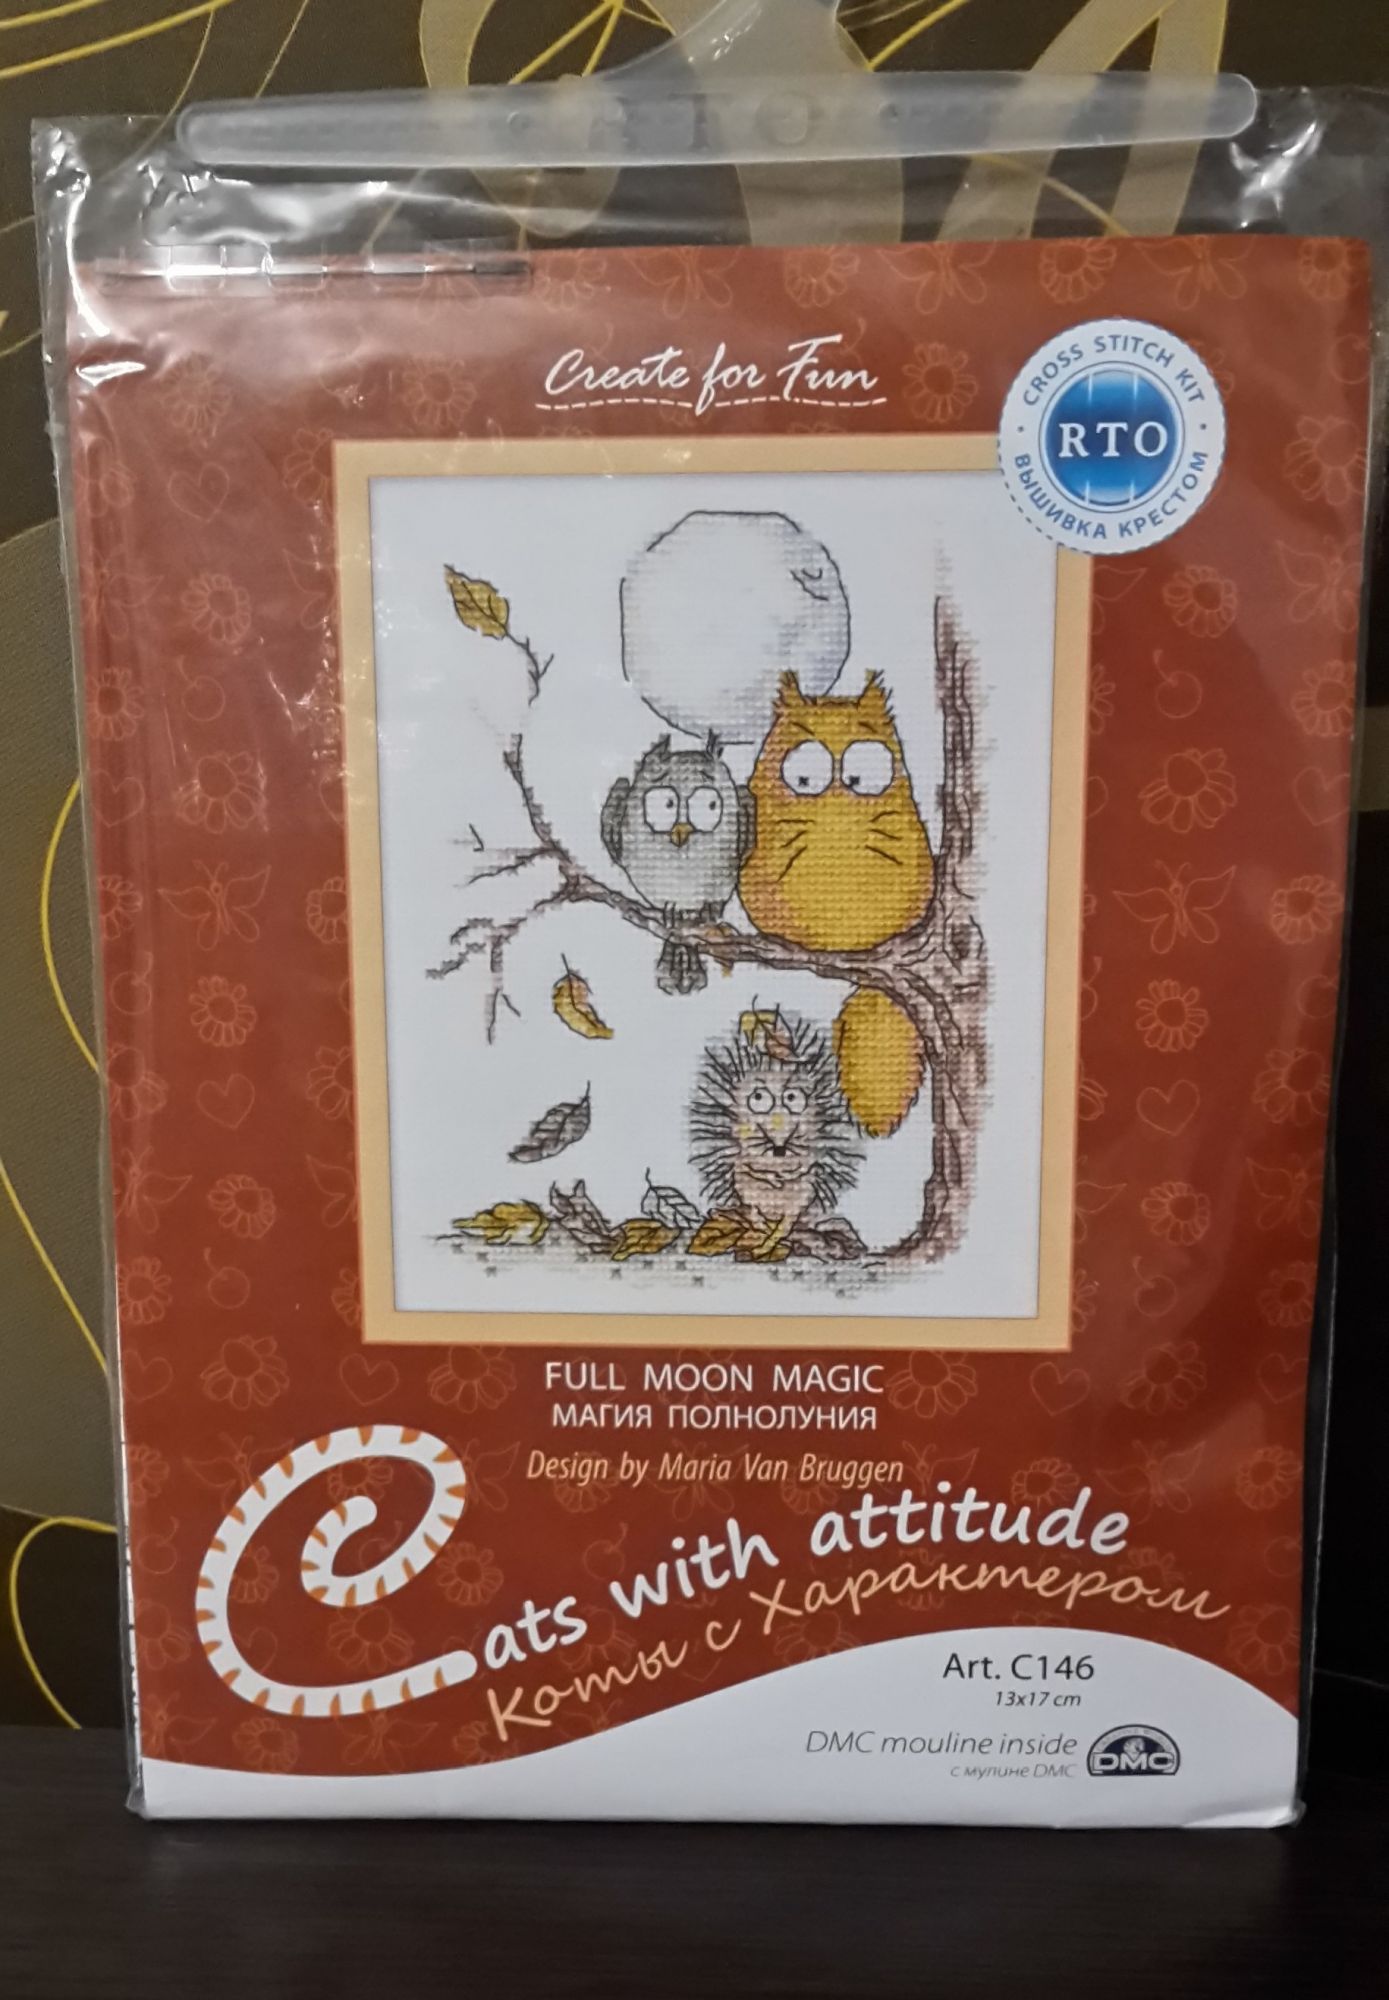 RTO
Create for Fun
CROSS STITCH KIT
RTO
ВЫШИВКА КРЕСТОМ
FULL MOON MAGIC
МАГИЯ ПОЛНОЛУНИЯ
Design by Maria Van Bruggen
Cats with attitude
Коты с Характером
Art. C146
13x17 cm
DMC mouline inside
с мулине DMC
DMC